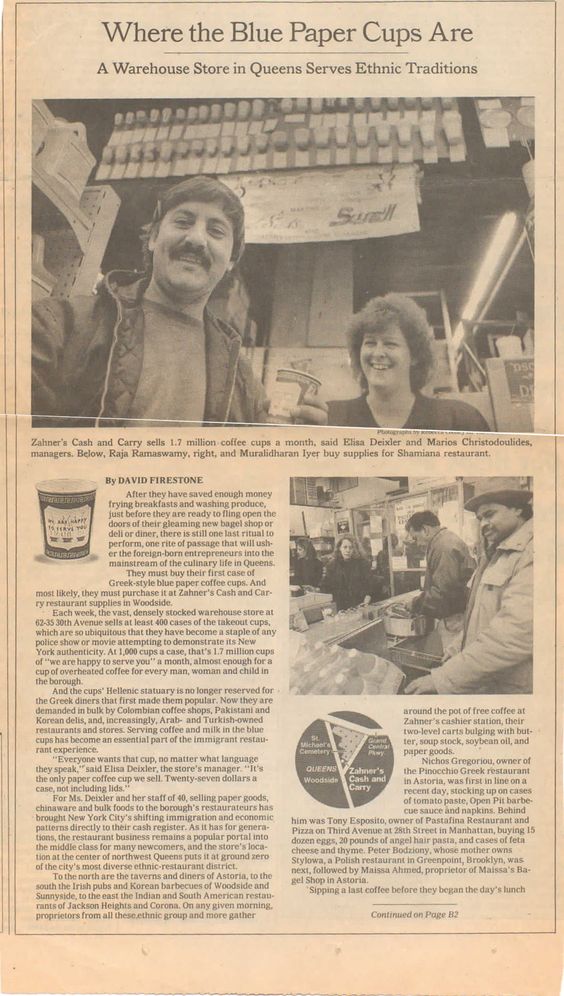 Where the Blue Paper Cups Are
A Warehouse Store in Queens Serves Ethnic Traditions
Photographs by Rebecca
Zahner's Cash and Carry sells 1.7 million coffee cups a month, said Elisa Deixler and Marios Christodoulides,
managers. Below, Raja Ramaswamy, right, and Muralidharan Iyer buy supplies for Shamiana restaurant.
WE ARE HAPPY
TO SERVE YOU
By DAVID FIRESTONE
After they have saved enough money
frying breakfasts and washing produce,
just before they are ready to fling open the
doors of their gleaming new bagel shop or
deli or diner, there is still one last ritual to
perform, one rite of passage that will ush-
er the foreign-born entrepreneurs into the
mainstream of the culinary life in Queens.
They must buy their first case of
Greek-style blue paper coffee cups. And
most likely, they must purchase it at Zahner's Cash and Car-
ry restaurant supplies in Woodside.
Each week, the vast, densely stocked warehouse store at
62-35 30th Avenue sells at least 400 cases of the takeout cups,
which are so ubiquitous that they have become a staple of any
police show or movie attempting to demonstrate its New
York authenticity. At 1,000 cups a case, that's 1.7 million cups
of "we are happy to serve you" a month, almost enough for a
cup of overheated coffee for every man, woman and child in
the borough.
And the cups' Hellenic statuary is no longer reserved for
the Greek diners that first made them popular. Now they are
demanded in bulk by Colombian coffee shops, Pakistani and
Korean delis, and, increasingly, Arab- and Turkish-owned
restaurants and stores. Serving coffee and milk in the blue
cups has become an essential part of the immigrant restau-
rant experience.
"Everyone wants that cup, no matter what language
they speak," said Elisa Deixler, the store's manager. "It's
the only paper coffee cup we sell. Twenty-seven dollars a
case, not including lids."
For Ms. Deixler and her staff of 40, selling paper goods,
chinaware and bulk foods to the borough's restaurateurs has
brought New York City's shifting immigration and economic
patterns directly to their cash register. As it has for genera-
tions, the restaurant business remains a popular portal into
the middle class for many newcomers, and the store's loca-
tion at the center of northwest Queens puts it at ground zero
of the city's most diverse ethnic-restaurant district.
To the north are the taverns and diners of Astoria, to the
south the Irish pubs and Korean barbecues of Woodside and
Sunnyside, to the east the Indian and South American restau-
rants of Jackson Heights and Corona. On any given morning,
proprietors from all these ethnic group and more gather
St.
Michael's
Cemetery
Grand
Central
Pkwy.
QUEENS
Woodside
Zahner's
Cash and
Carry
around the pot of free coffee at
Zahner's cashier station, their
two-level carts bulging with but-
ter, soup stock, soybean oil, and
paper goods.
Nichos Gregoriou, owner of
the Pinocchio Greek restaurant
in Astoria, was first in line on a
recent day, stocking up on cases
of tomato paste, Open Pit barbe-
cue sauce and napkins. Behind
him was Tony Esposito, owner of Pastafina Restaurant and
Pizza on Third Avenue at 28th Street in Manhattan, buying 15
dozen eggs, 20 pounds of angel hair pasta, and cases of feta
cheese and thyme. Peter Bodziony, whose mother owns
Stylowa, a Polish restaurant in Greenpoint, Brooklyn, was
next, followed by Maissa Ahmed, proprietor of Maissa's Ba-
gel Shop in Astoria.
Sipping a last coffee before they began the day's lunch
Continued on Page B2